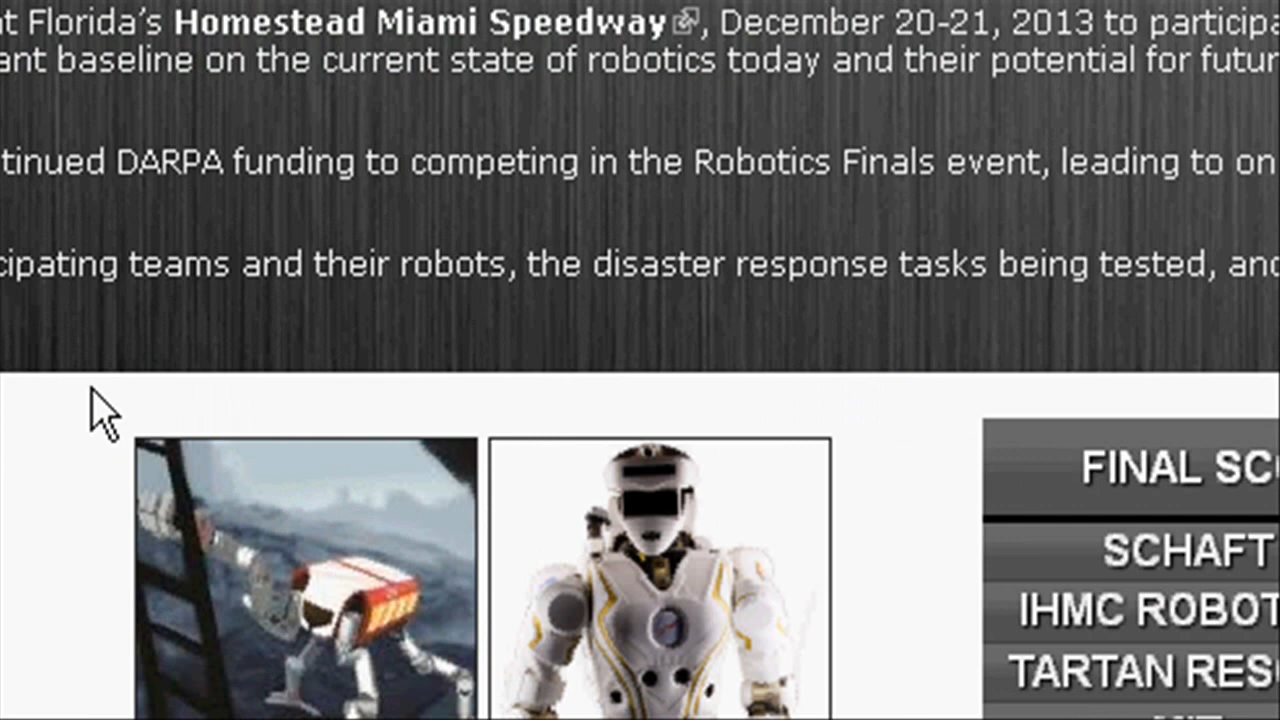 at Florida's Homestead Miami Speedway, December 20-21, 2013 to participa
ant baseline on the current state of robotics today and their potential for futur
tinued DARPA funding to competing in the Robotics Finals event, leading to on
cipating teams and their robots, the disaster response tasks being tested, and
FINAL SC
SCHAFT
IHMC ROBOT
TARTAN RES